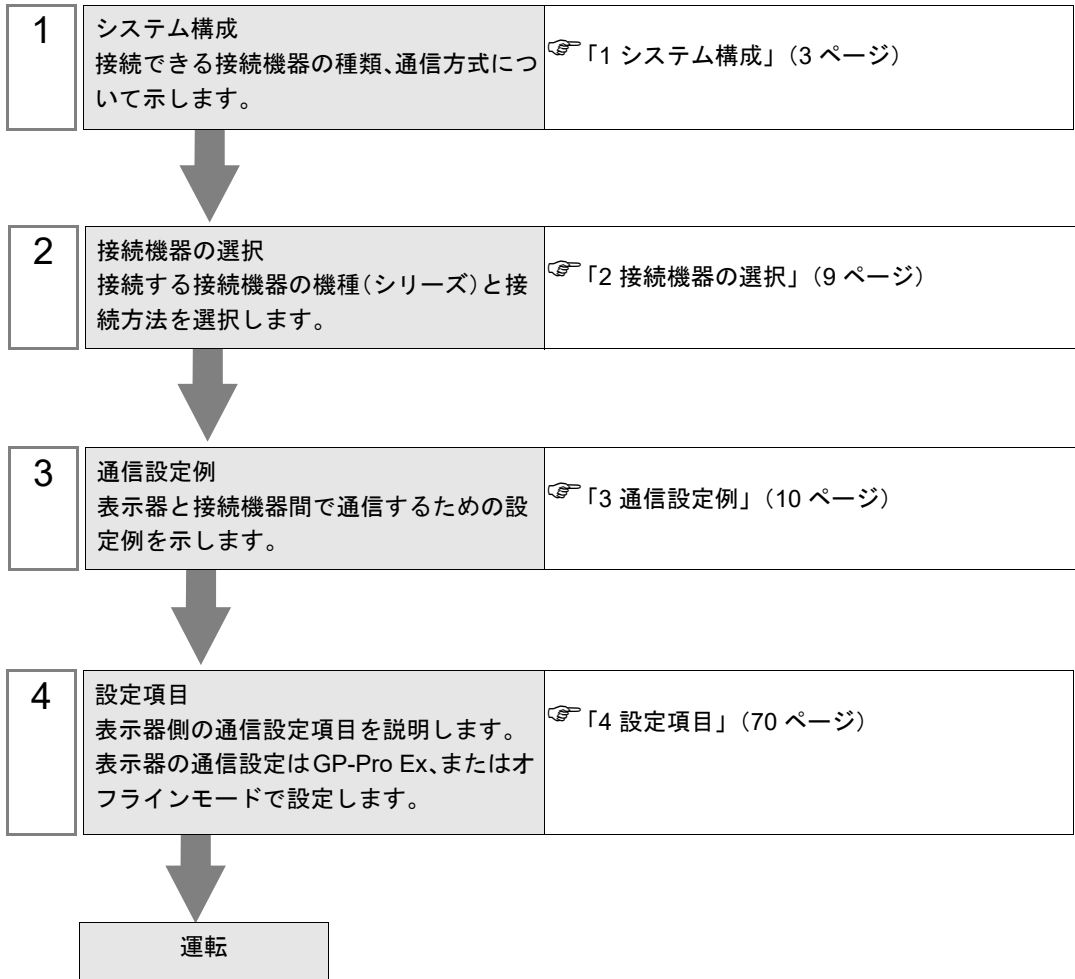 1
システム構成
接続できる接続機器の種類、通信方式につ
いて示します。
☞「1 システム構成」(3 ページ)
2
接続機器の選択
接続する接続機器の機種(シリーズ)と接
続方法を選択します。
☞「2 接続機器の選択」(9 ページ)
3
通信設定例
表示器と接続機器間で通信するための設
定例を示します。
☞「3 通信設定例」(10 ページ)
4
設定項目
表示器側の通信設定項目を説明します。
表示器の通信設定はGP-Pro Ex、またはオ
フラインモードで設定します。
☞「4 設定項目」(70 ページ)
運転